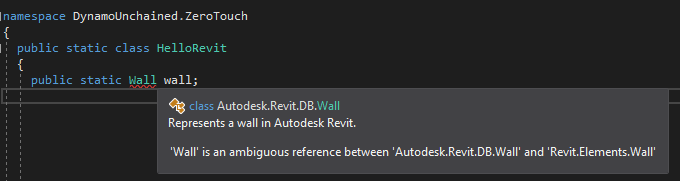 namespace DynamoUnchained.ZeroTouch
{
public static class HelloRevit
{
public static Wall wall;
class Autodesk.Revit.DB.Wall
Represents a wall in Autodesk Revit.
'Wall' is an ambiguous reference between 'Autodesk.Revit.DB.Wall' and 'Revit.Elements.Wall'